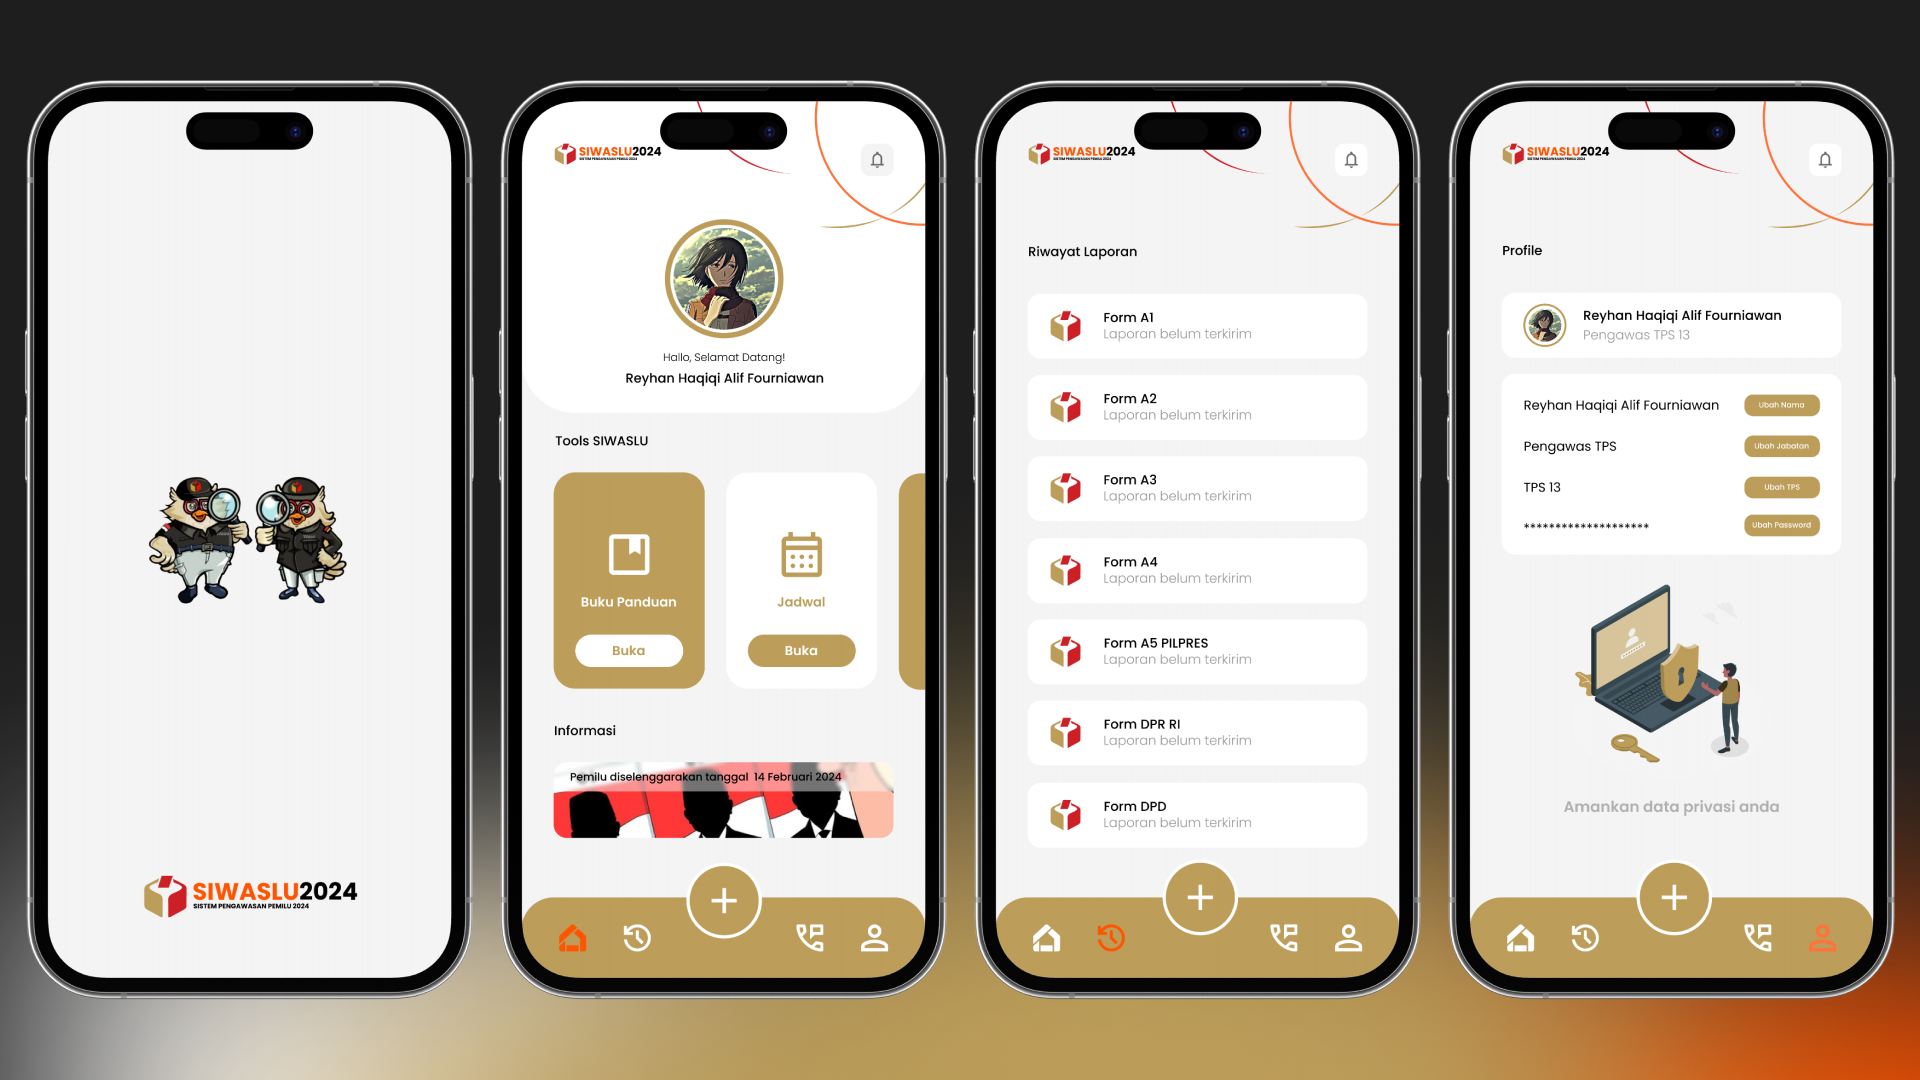 SIWASLU2024
SISTEM PENGAWASAN PEMILU 2024
SIWASLU2024
SISTEM PENGAWASAN PEMILU 2024
Hallo, Selamat Datang!
Reyhan Haqiqi Alif Fourniawan
Tools SIWASLU
Buku Panduan
Buka
Jadwal
Buka
Informasi
Pemilu diselenggarakan tanggal 14 Februari 2024
SIWASLU2024
SISTEM PENGAWASAN PEMILU 2024
Riwayat Laporan
Form A1
Laporan belum terkirim
Form A2
Laporan belum terkirim
Form A3
Laporan belum terkirim
Form A4
Laporan belum terkirim
Form A5 PILPRES
Laporan belum terkirim
Form DPR RI
Laporan belum terkirim
Form DPD
Laporan belum terkirim
SIWASLU2024
SISTEM PENGAWASAN PEMILU 2024
Profile
Reyhan Haqiqi Alif Fourniawan
Pengawas TPS 13
Reyhan Haqiqi Alif Fourniawan
Ubah Nama
Pengawas TPS
Ubah Jabatan
TPS 13
Ubah TPS
********************
Ubah Password
Amankan data privasi anda